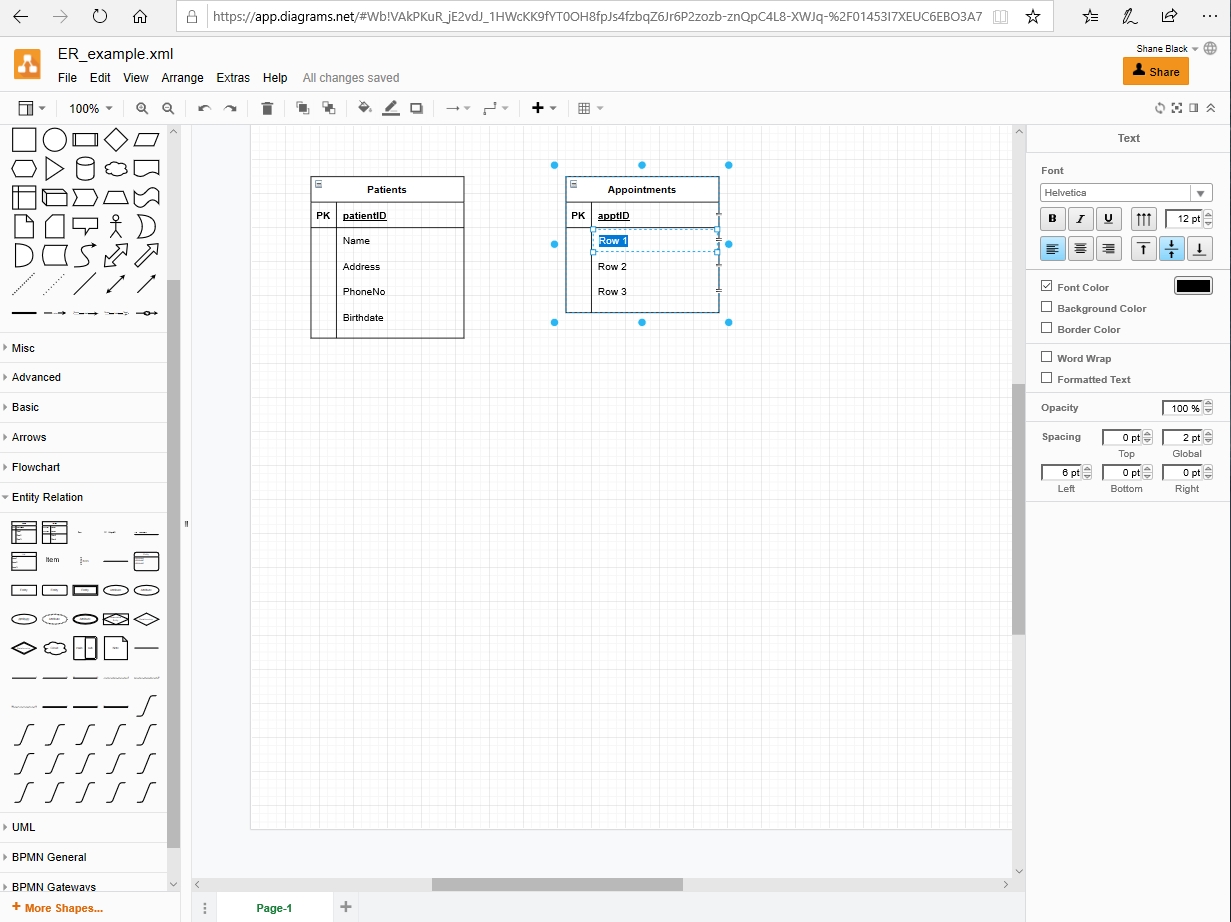 https://app.diagrams.net/#Wb!VAkPKuR_jE2vdJ_1HWcKK9fYT0OH8fpJs4fzbqZ6Jr6P2zozb-znQpC4L8-XWJq-%2F01453I7XEUC6EBO3A7
ER_example.xml
Shane Black
File Edit View Arrange Extras Help All changes saved
Share
100%
Text
Patients
PK patientID
Name
Address
PhoneNo
Birthdate
Appointments
PK apptID
Row 1
Row 2
Row 3
Misc
Advanced
Basic
Arrows
Flowchart
Entity Relation
Item
UML
BPMN General
BPMN Gateways
+ More Shapes...
Page-1
Font
Helvetica
B I U 12 pt
Font Color
Background Color
Border Color
Word Wrap
Formatted Text
Opacity 100 %
Spacing 0 pt 2 pt
Top Global
6 pt 0 pt 0 pt
Left Bottom Right